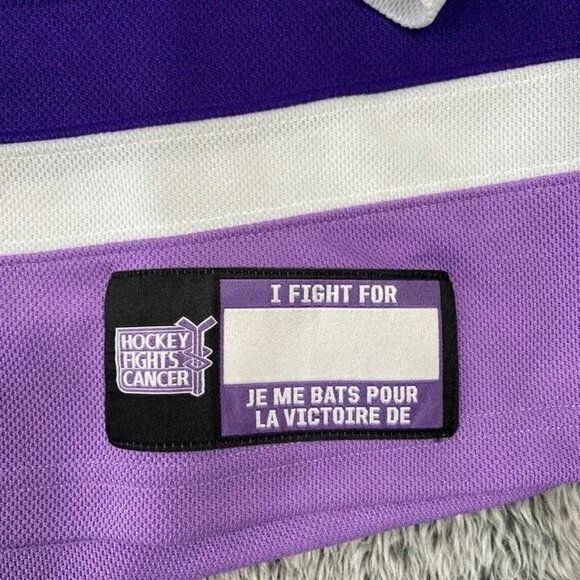 HOCKEY
FIGHTS
CANCER
I FIGHT FOR
JE ME BATS POUR
LA VICTOIRE DE